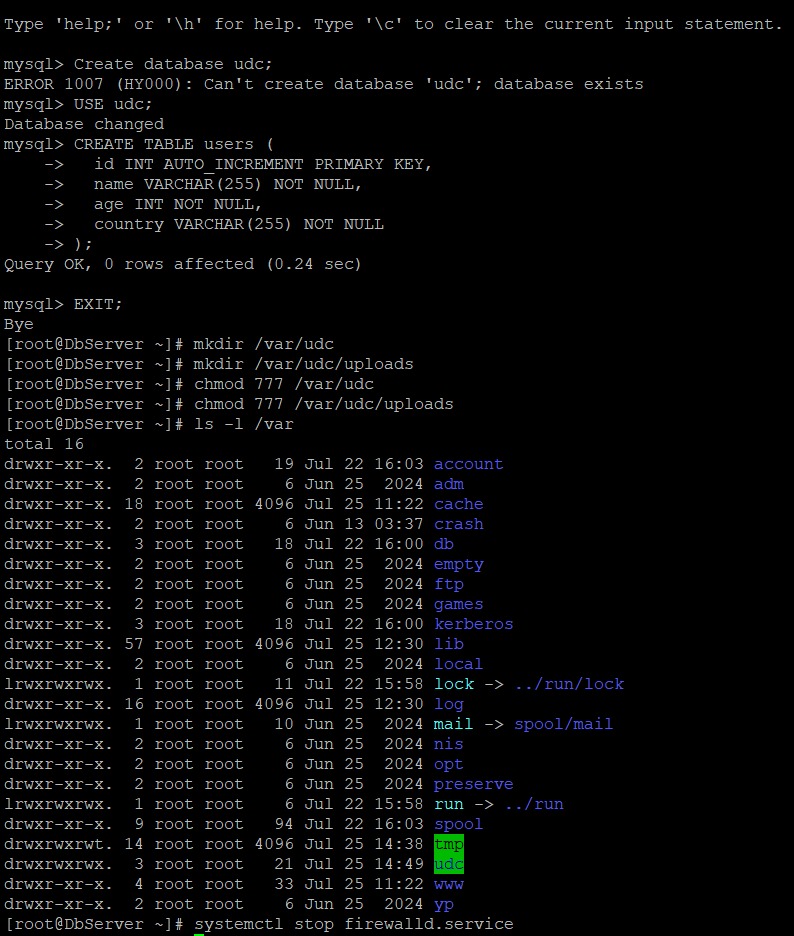 Type 'help;' or '\h' for help. Type '\c' to clear the current input statement.
mysql> Create database udc;
ERROR 1007 (HY000): Can't create database 'udc'; database exists
mysql> USE udc;
Database changed
mysql> CREATE TABLE users (
    ->   id INT AUTO_INCREMENT PRIMARY KEY,
    ->   name VARCHAR(255) NOT NULL,
    ->   age INT NOT NULL,
    ->   country VARCHAR(255) NOT NULL
    -> );
Query OK, 0 rows affected (0.24 sec)
mysql> EXIT;
Bye
[root@DbServer ~]# mkdir /var/udc
[root@DbServer ~]# mkdir /var/udc/uploads
[root@DbServer ~]# chmod 777 /var/udc
[root@DbServer ~]# chmod 777 /var/udc/uploads
[root@DbServer ~]# ls -l /var
total 16
drwxr-xr-x.  2 root root   19 Jul 22 16:03 account
drwxr-xr-x.  2 root root    6 Jun 25  2024 adm
drwxr-xr-x. 18 root root 4096 Jul 25 11:22 cache
drwxr-xr-x.  2 root root    6 Jun 13 03:37 crash
drwxr-xr-x.  3 root root   18 Jul 22 16:00 db
drwxr-xr-x.  2 root root    6 Jun 25  2024 empty
drwxr-xr-x.  2 root root    6 Jun 25  2024 ftp
drwxr-xr-x.  2 root root    6 Jun 25  2024 games
drwxr-xr-x.  3 root root   18 Jul 22 16:00 kerberos
drwxr-xr-x. 57 root root 4096 Jul 25 12:30 lib
drwxr-xr-x.  2 root root    6 Jun 25  2024 local
lrwxrwxrwx.  1 root root   11 Jul 22 15:58 lock -> ../run/lock
drwxr-xr-x. 16 root root 4096 Jul 25 12:30 log
lrwxrwxrwx.  1 root root   10 Jun 25  2024 mail -> spool/mail
drwxr-xr-x.  2 root root    6 Jun 25  2024 nis
drwxr-xr-x.  2 root root    6 Jun 25  2024 opt
drwxr-xr-x.  2 root root    6 Jun 25  2024 preserve
lrwxrwxrwx.  1 root root    6 Jul 22 15:58 run -> ../run
drwxr-xr-x.  9 root root   94 Jul 22 16:03 spool
drwxrwxrwt. 14 root root 4096 Jul 25 14:38 tmp
drwxrwxrwx.  3 root root   21 Jul 25 14:49 udc
drwxr-xr-x.  4 root root   33 Jul 25 11:22 www
drwxr-xr-x.  2 root root    6 Jun 25  2024 yp
[root@DbServer ~]# systemctl stop firewalld.service